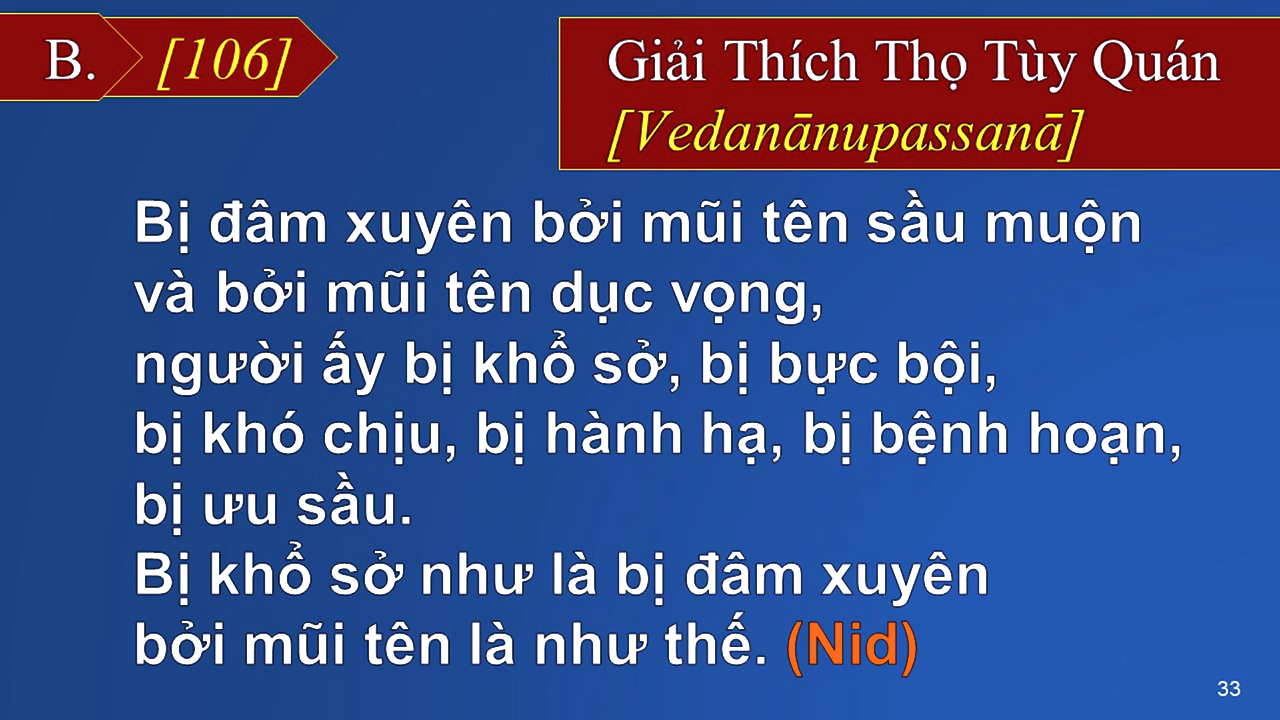 B. [106]
Giải Thích Thọ Tùy Quán
[Vedanānupassanā]
Bị đâm xuyên bởi mũi tên sầu muộn
và bởi mũi tên dục vọng,
người ấy bị khổ sở, bị bực bội,
bị khó chịu, bị hành hạ, bị bệnh hoạn,
bị ưu sầu.
Bị khổ sở như là bị đâm xuyên
bởi mũi tên là như thế. (Nid)
33